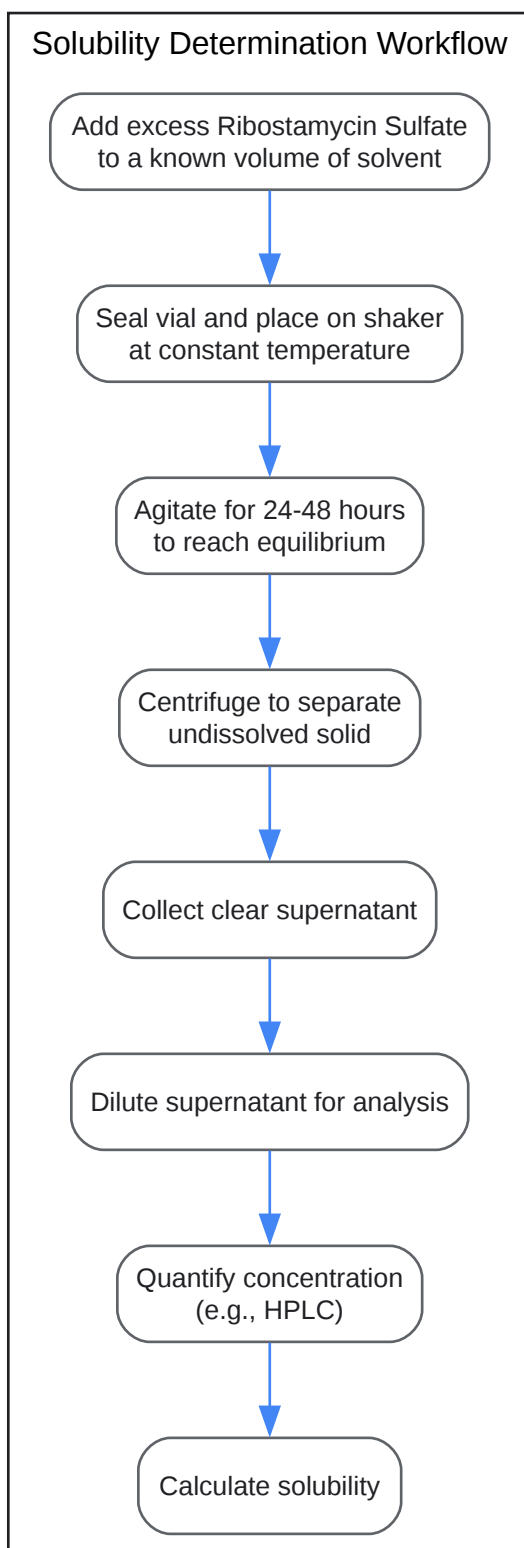 Solubility Determination Workflow
Add excess Ribostamycin Sulfate
to a known volume of solvent
Seal vial and place on shaker
at constant temperature
Agitate for 24-48 hours
to reach equilibrium
Centrifuge to separate
undissolved solid
Collect clear supernatant
Dilute supernatant for analysis
Quantify concentration
(e.g., HPLC)
Calculate solubility